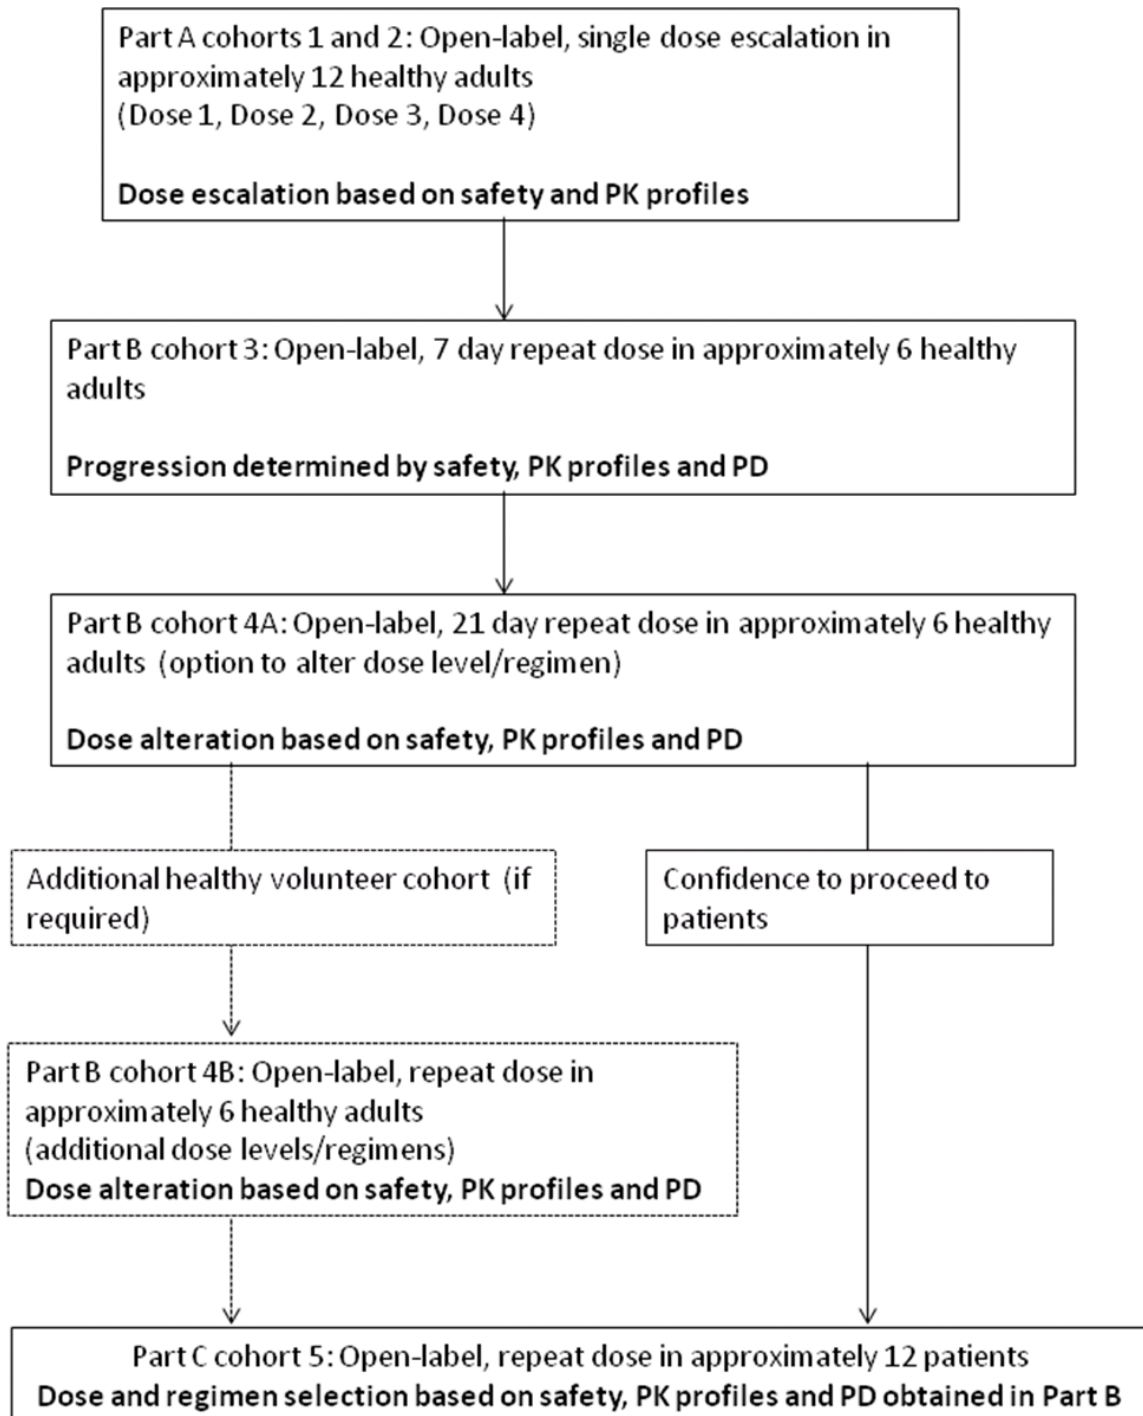 Part A cohorts 1 and 2: Open-label, single dose escalation in
approximately 12 healthy adults
(Dose 1, Dose 2, Dose 3, Dose 4)
Dose escalation based on safety and PK profiles
Part B cohort 3: Open-label, 7 day repeat dose in approximately 6 healthy
adults
Progression determined by safety, PK profiles and PD
Part B cohort 4A: Open-label, 21 day repeat dose in approximately 6 healthy
adults (option to alter dose level/regimen)
Dose alteration based on safety, PK profiles and PD
Additional healthy volunteer cohort (if
required)
Confidence to proceed to
patients
Part B cohort 4B: Open-label, repeat dose in
approximately 6 healthy adults
(additional dose levels/regimens)
Dose alteration based on safety, PK profiles and PD
Part C cohort 5: Open-label, repeat dose in approximately 12 patients
Dose and regimen selection based on safety, PK profiles and PD obtained in Part B